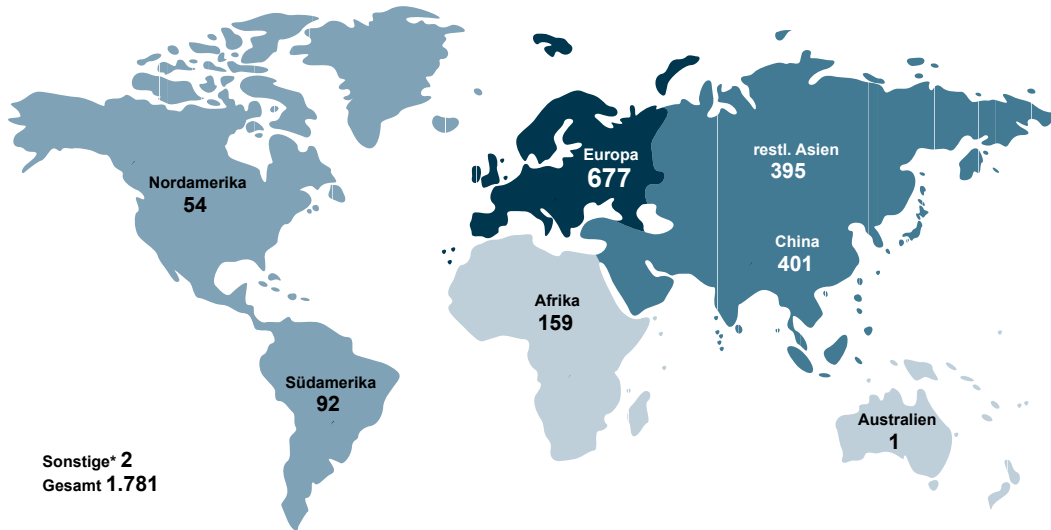 Europa
677
restl. Asien
395
Nordamerika
54
China
401
Afrika
159
Südamerika
92
Australien
1
Sonstige* 2
Gesamt 1.781